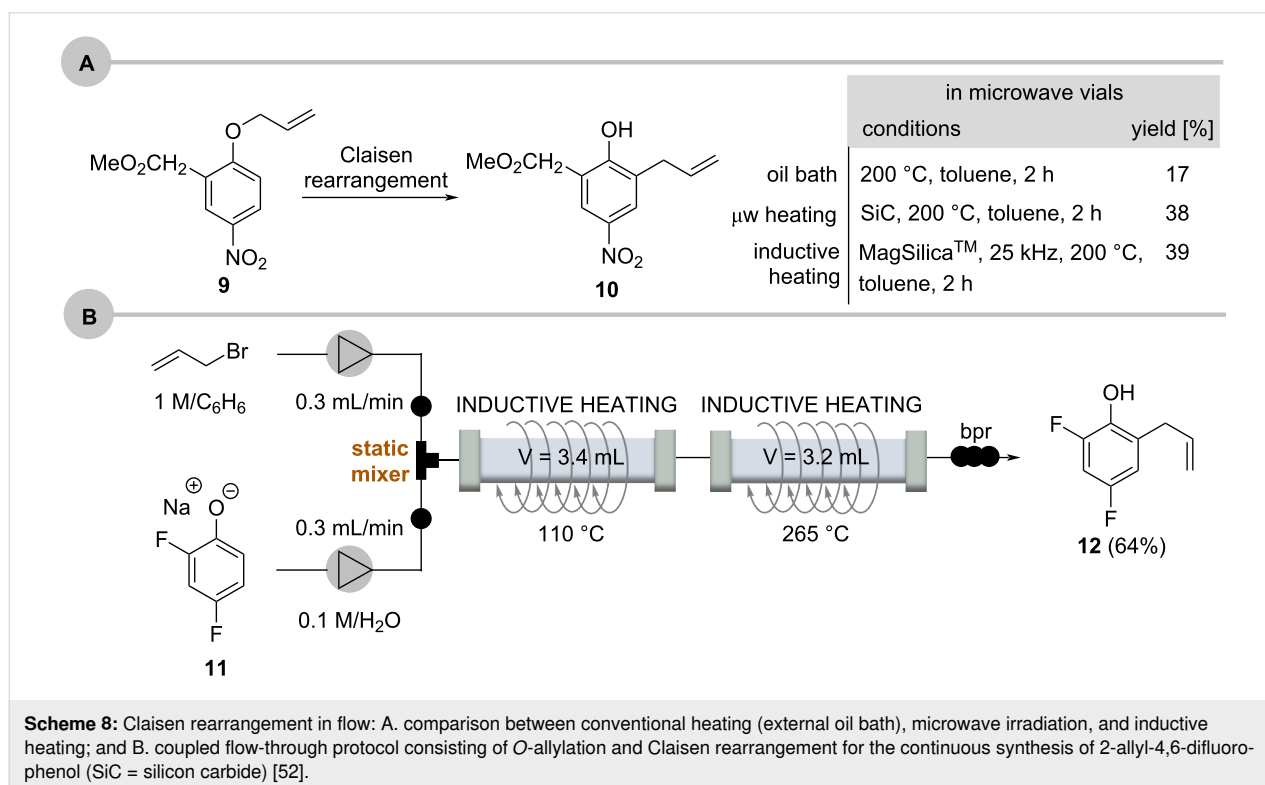 A
in microwave vials
conditions yield [%]
oil bath 200 °C, toluene, 2 h 17
µw heating SiC, 200 °C, toluene, 2 h 38
inductive heating MagSilica™, 25 kHz, 200 °C, 39
toluene, 2 h
MeO₂CCH₂
O
NO₂
9
Claisen
rearrangement
OH
MeO₂CCH₂
NO₂
10
B
Br
1 M/C₆H₆
0.3 mL/min
static
mixer
Na⊕
O⊖
F
F
11
0.3 mL/min
0.1 M/H₂O
INDUCTIVE HEATING
V = 3.4 mL
110 °C
INDUCTIVE HEATING
V = 3.2 mL
265 °C
bpr
OH
F
F
12 (64%)
Scheme 8: Claisen rearrangement in flow: A. comparison between conventional heating (external oil bath), microwave irradiation, and inductive
heating; and B. coupled flow-through protocol consisting of O-allylation and Claisen rearrangement for the continuous synthesis of 2-allyl-4,6-difluoro-
phenol (SiC = silicon carbide) [52].